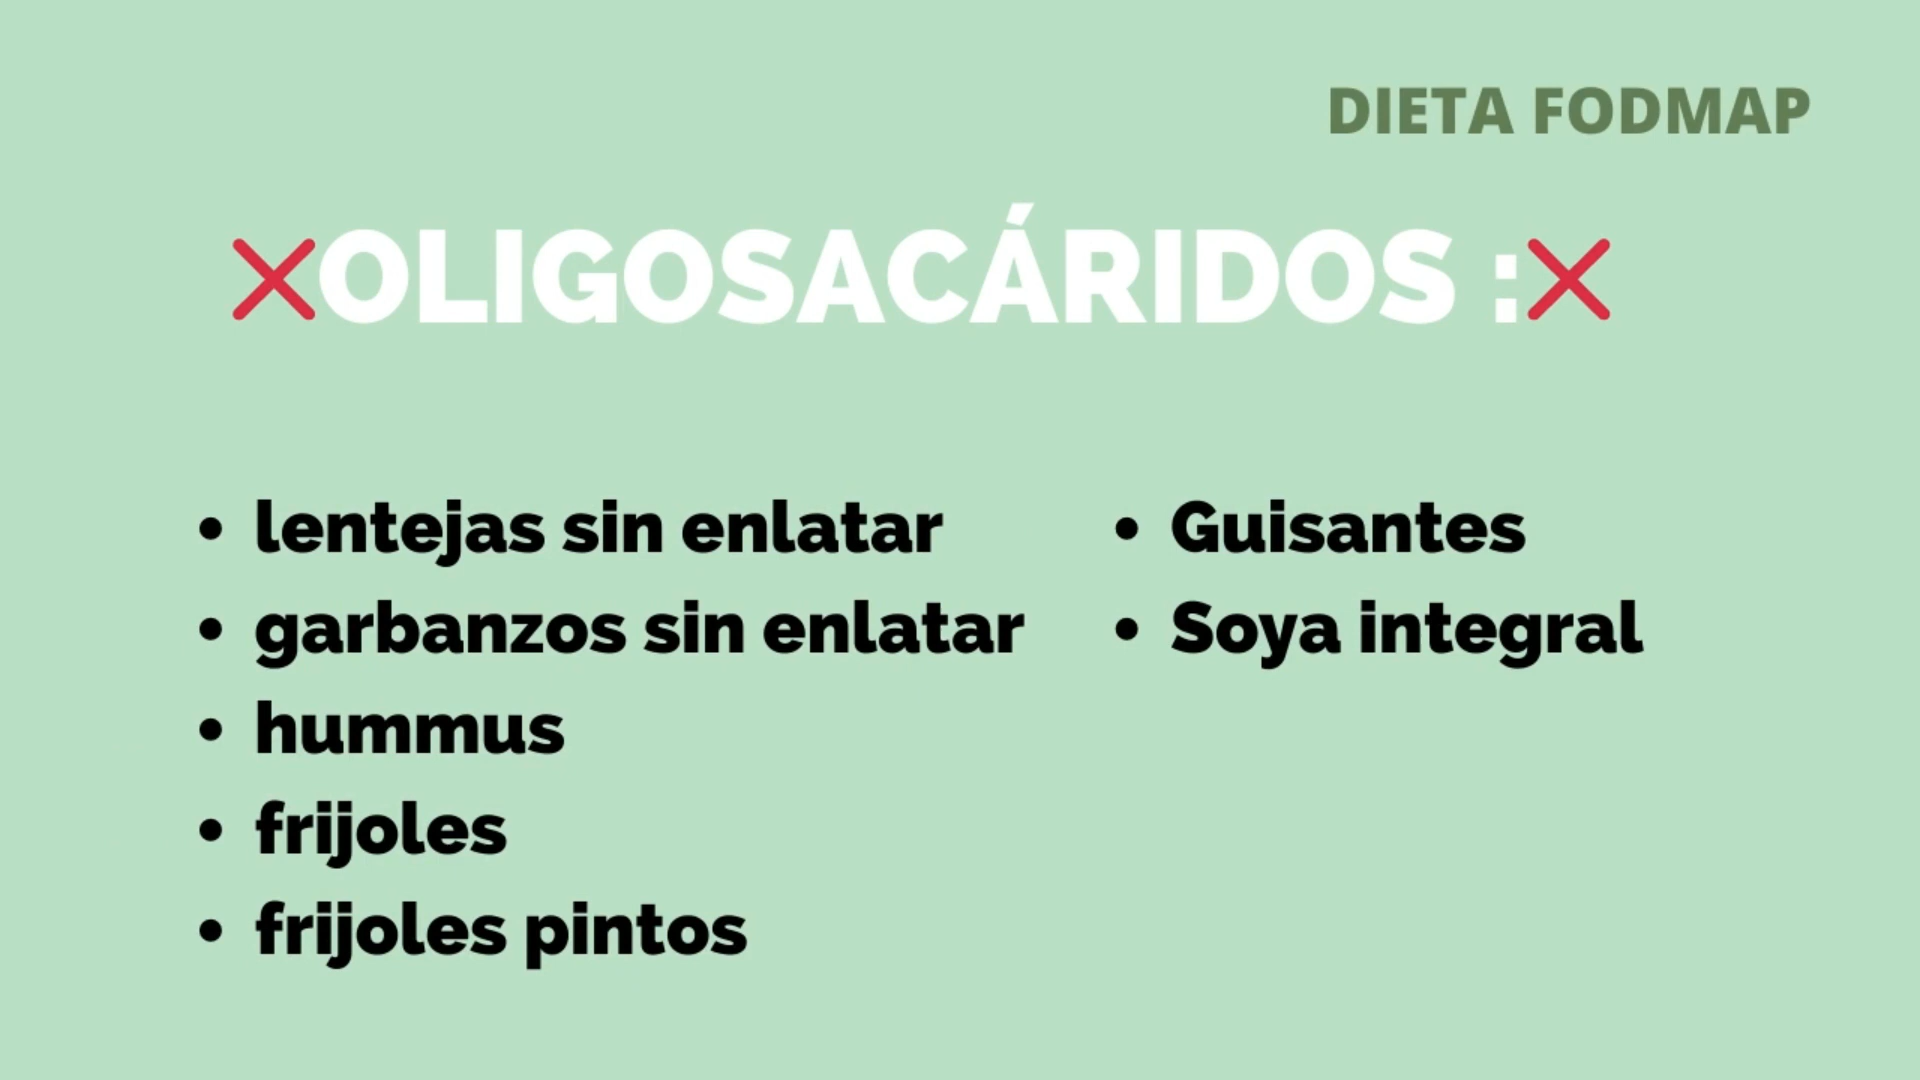 DIETA FODMAP
❌OLIGOSACÁRIDOS :❌
• lentejas sin enlatar
• garbanzos sin enlatar
• hummus
• frijoles
• frijoles pintos
• Guisantes
• Soya integral